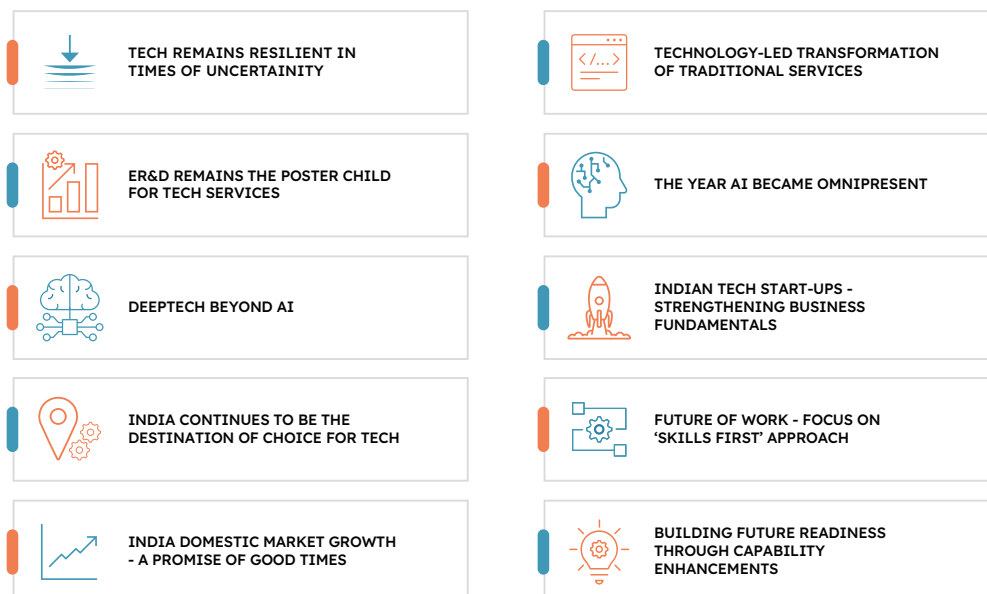 TECH REMAINS RESILIENT IN
TIMES OF UNCERTAINITY
TECHNOLOGY-LED TRANSFORMATION
OF TRADITIONAL SERVICES
</...>
ER&D REMAINS THE POSTER CHILD
FOR TECH SERVICES
THE YEAR AI BECAME OMNIPRESENT
DEEPTECH BEYOND AI
INDIAN TECH START-UPS -
STRENGTHENING BUSINESS
FUNDAMENTALS
INDIA CONTINUES TO BE THE
DESTINATION OF CHOICE FOR TECH
FUTURE OF WORK - FOCUS ON
‘SKILLS FIRST’ APPROACH
INDIA DOMESTIC MARKET GROWTH
- A PROMISE OF GOOD TIMES
BUILDING FUTURE READINESS
THROUGH CAPABILITY
ENHANCEMENTS